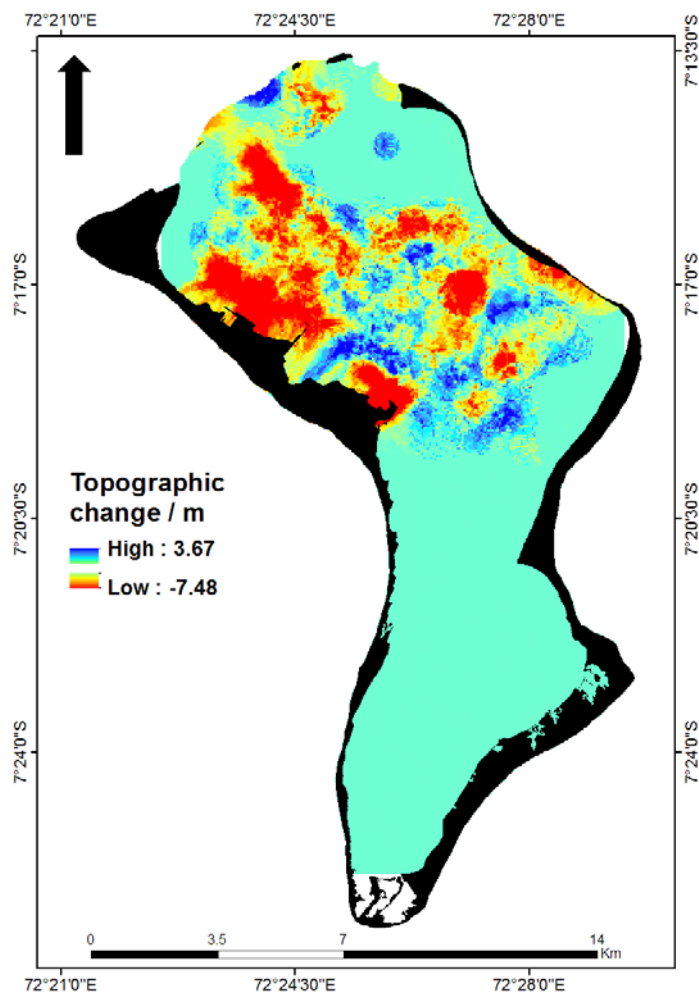 72°21'0"E 72°24'30"E 72°28'0"E
7°13'30"S
7°17'0"S 7°17'0"S
Topographic
change / m
High : 3.67
Low : -7.48
7°20'30"S 7°20'30"S
7°24'0"S 7°24'0"S
0 3.5 7 14
Km
72°21'0"E 72°24'30"E 72°28'0"E